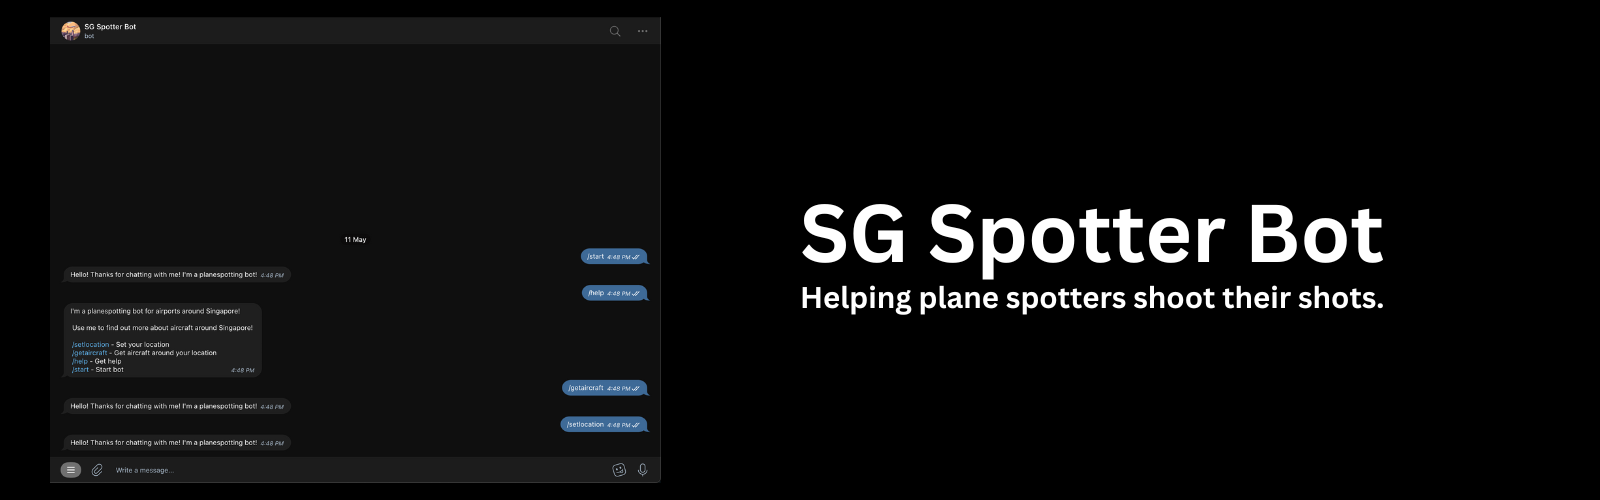 SG Spotter Bot
bot
11 May
/start 4:48 PM
Hello! Thanks for chatting with me! I'm a planespotting bot! 4:48 PM
/help 4:48 PM
I'm a planespotting bot for airports around Singapore!
Use me to find out more about aircraft around Singapore!
/setlocation - Set your location
/getaircraft - Get aircraft around your location
/help - Get help
/start - Start bot 4:48 PM
/getaircraft 4:48 PM
Hello! Thanks for chatting with me! I'm a planespotting bot! 4:48 PM
/setlocation 4:48 PM
Hello! Thanks for chatting with me! I'm a planespotting bot! 4:48 PM
Write a message...
SG Spotter Bot
Helping plane spotters shoot their shots.